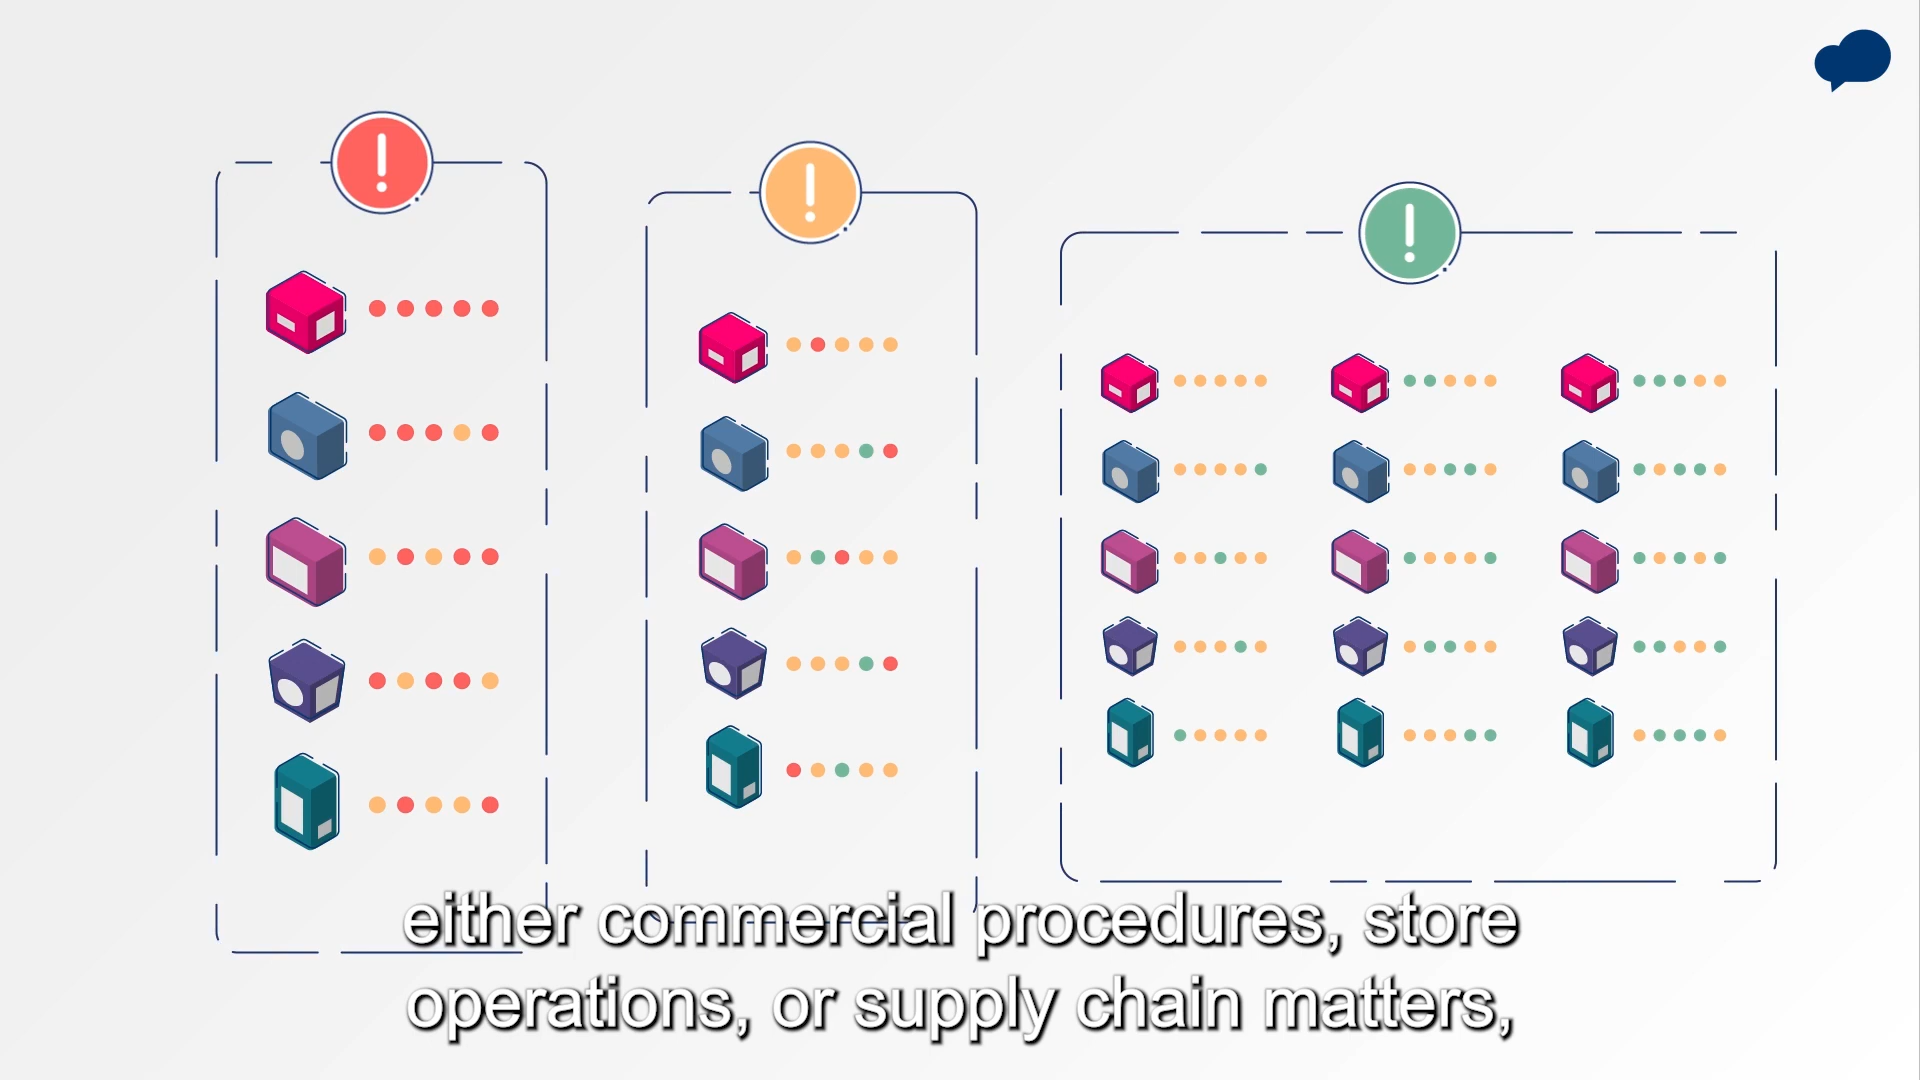 either commercial procedures, store
operations, or supply chain matters,